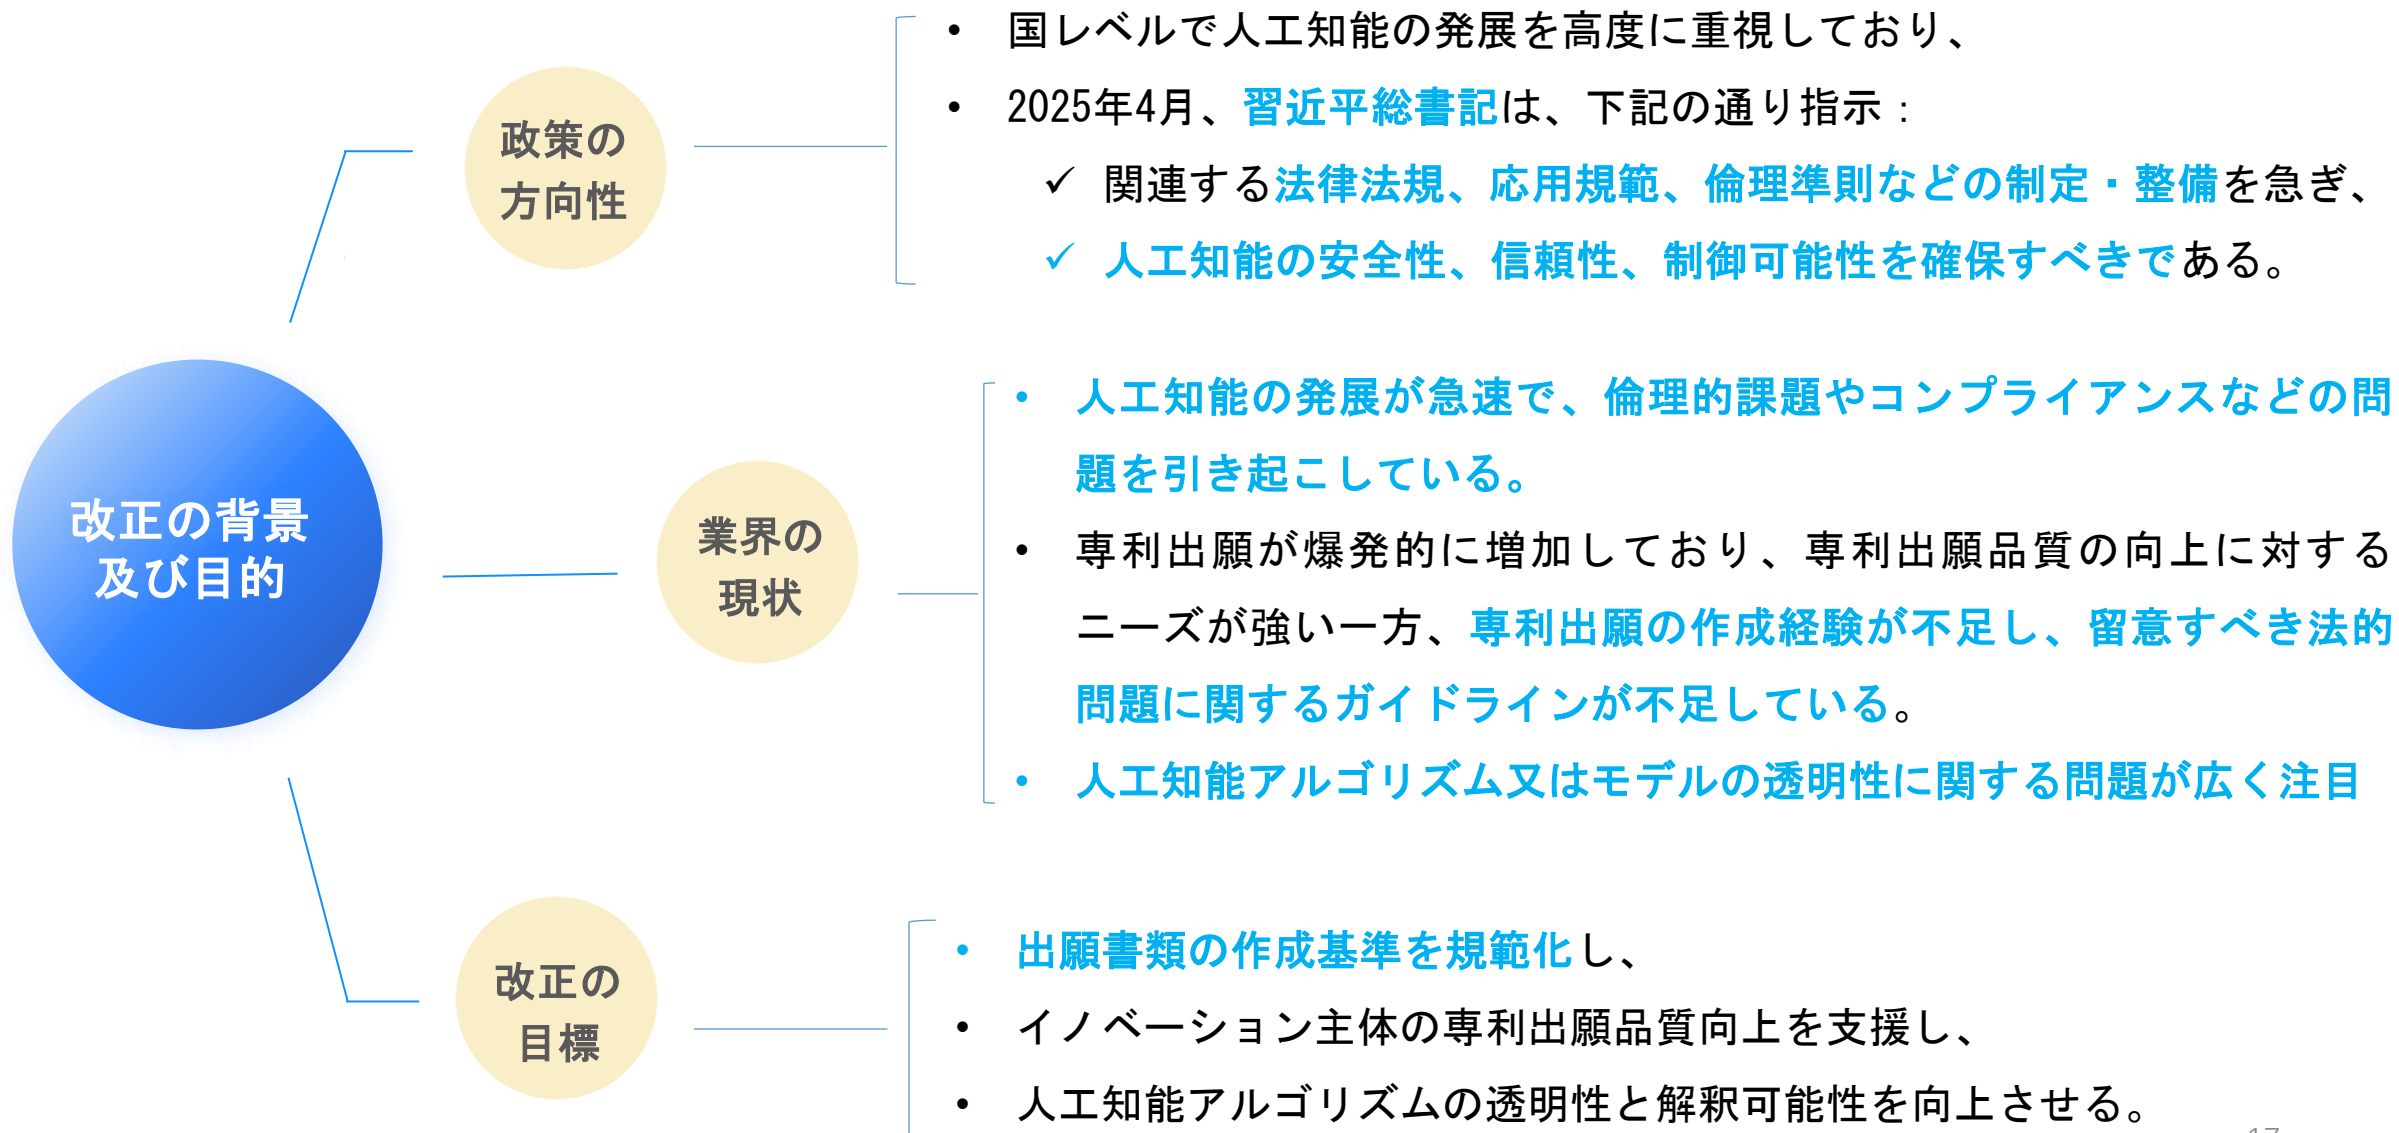 改正の背景
及び目的
政策の
方向性
• 国レベルで人工知能の発展を高度に重視しており、
• 2025年4月、習近平総書記は、下記の通り指示：
✓ 関連する法律法規、応用規範、倫理準則などの制定・整備を急ぎ、
✓ 人工知能の安全性、信頼性、制御可能性を確保すべきである。
業界の
現状
• 人工知能の発展が急速で、倫理的課題やコンプライアンスなどの問
題を引き起こしている。
• 専利出願が爆発的に増加しており、専利出願品質の向上に対する
ニーズが強い一方、専利出願の作成経験が不足し、留意すべき法的
問題に関するガイドラインが不足している。
• 人工知能アルゴリズム又はモデルの透明性に関する問題が広く注目
改正の
目標
• 出願書類の作成基準を規範化し、
• イノベーション主体の専利出願品質向上を支援し、
• 人工知能アルゴリズムの透明性と解釈可能性を向上させる。